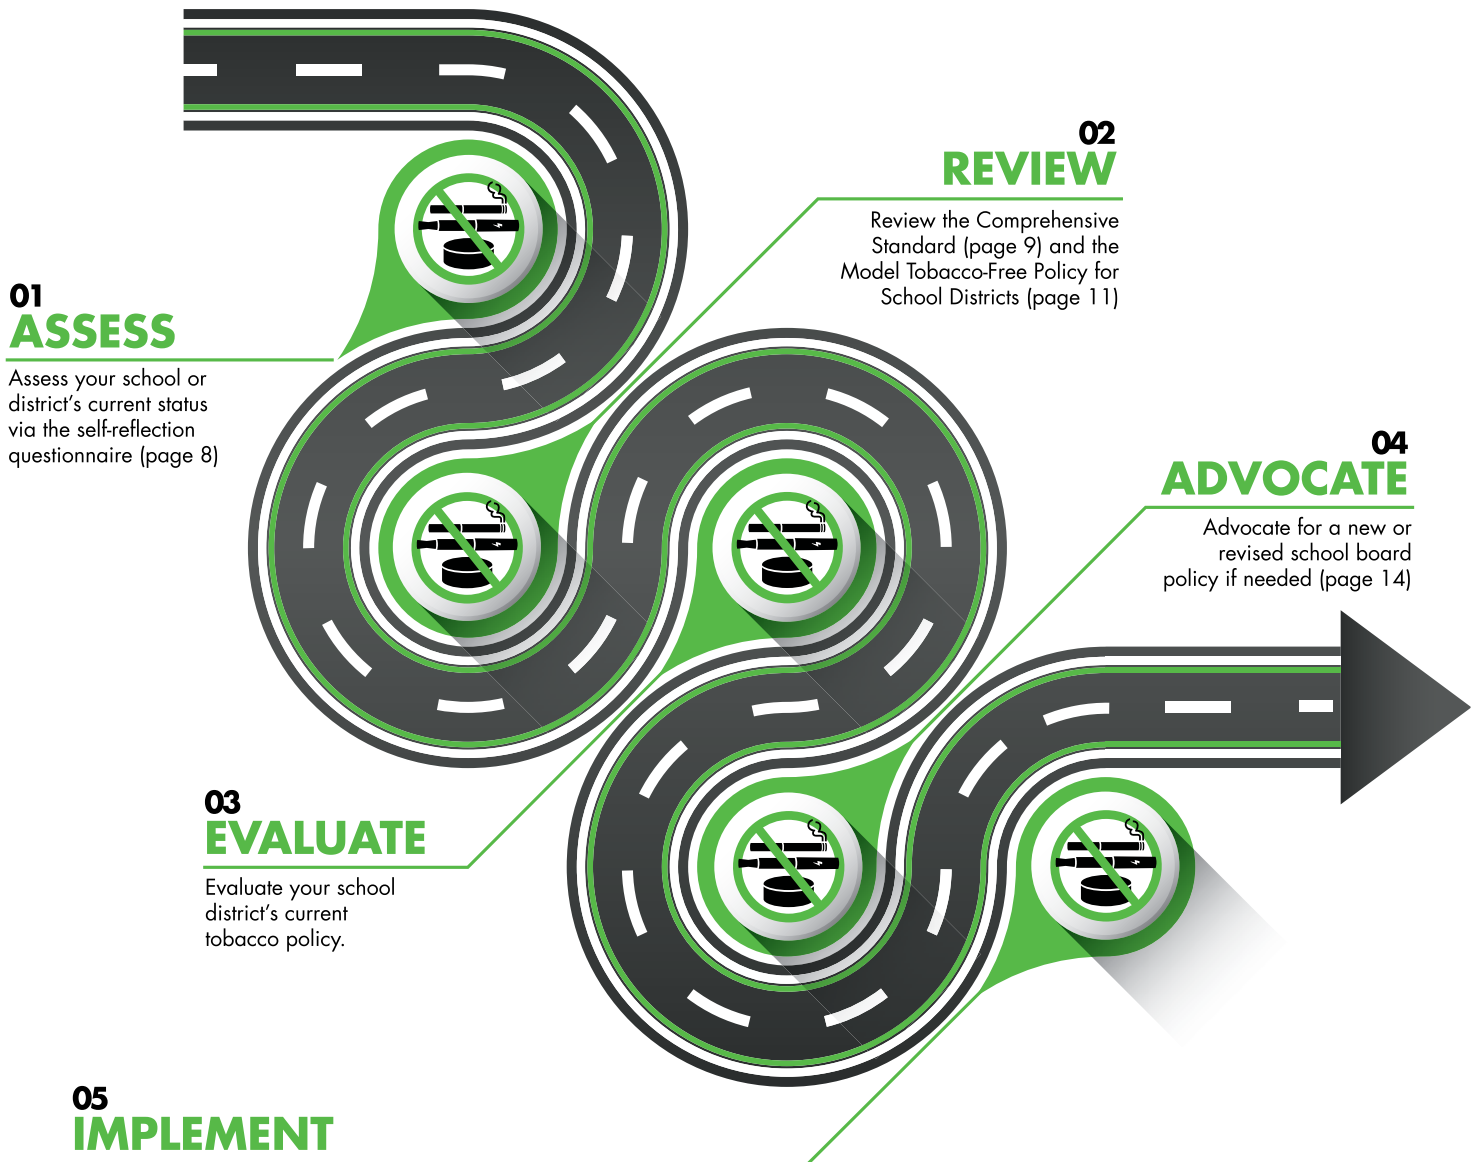 01
ASSESS
Assess your school or
district's current status
via the self-reflection
questionnaire (page 8)
02
REVIEW
Review the Comprehensive
Standard (page 9) and the
Model Tobacco-Free Policy for
School Districts (page 11)
03
EVALUATE
Evaluate your school
district's current
tobacco policy.
04
ADVOCATE
Advocate for a new or
revised school board
policy if needed (page 14)
05
IMPLEMENT